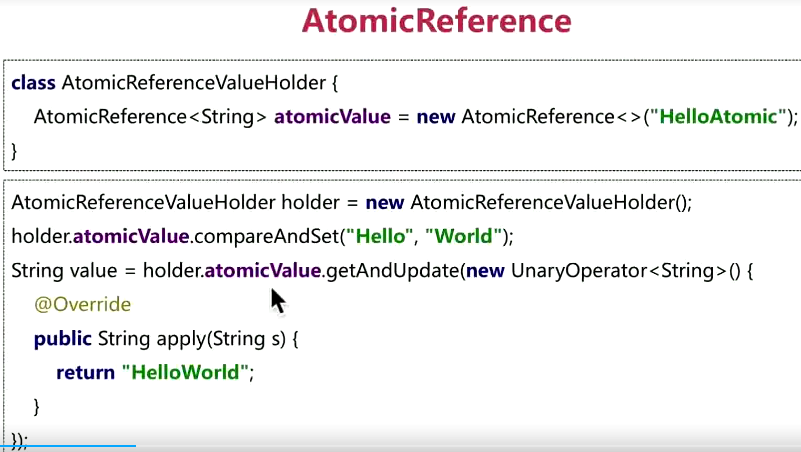 AtomicReference
class AtomicReferenceValueHolder {
AtomicReference<String> atomicValue = new AtomicReference<>("HelloAtomic");
}
AtomicReferenceValueHolder holder = new AtomicReferenceValueHolder();
holder.atomicValue.compareAndSet("Hello", "World");
String value = holder.atomicValue.getAndUpdate(new UnaryOperator<String>() {
@Override
public String apply(String s) {
return "HelloWorld";
}
});